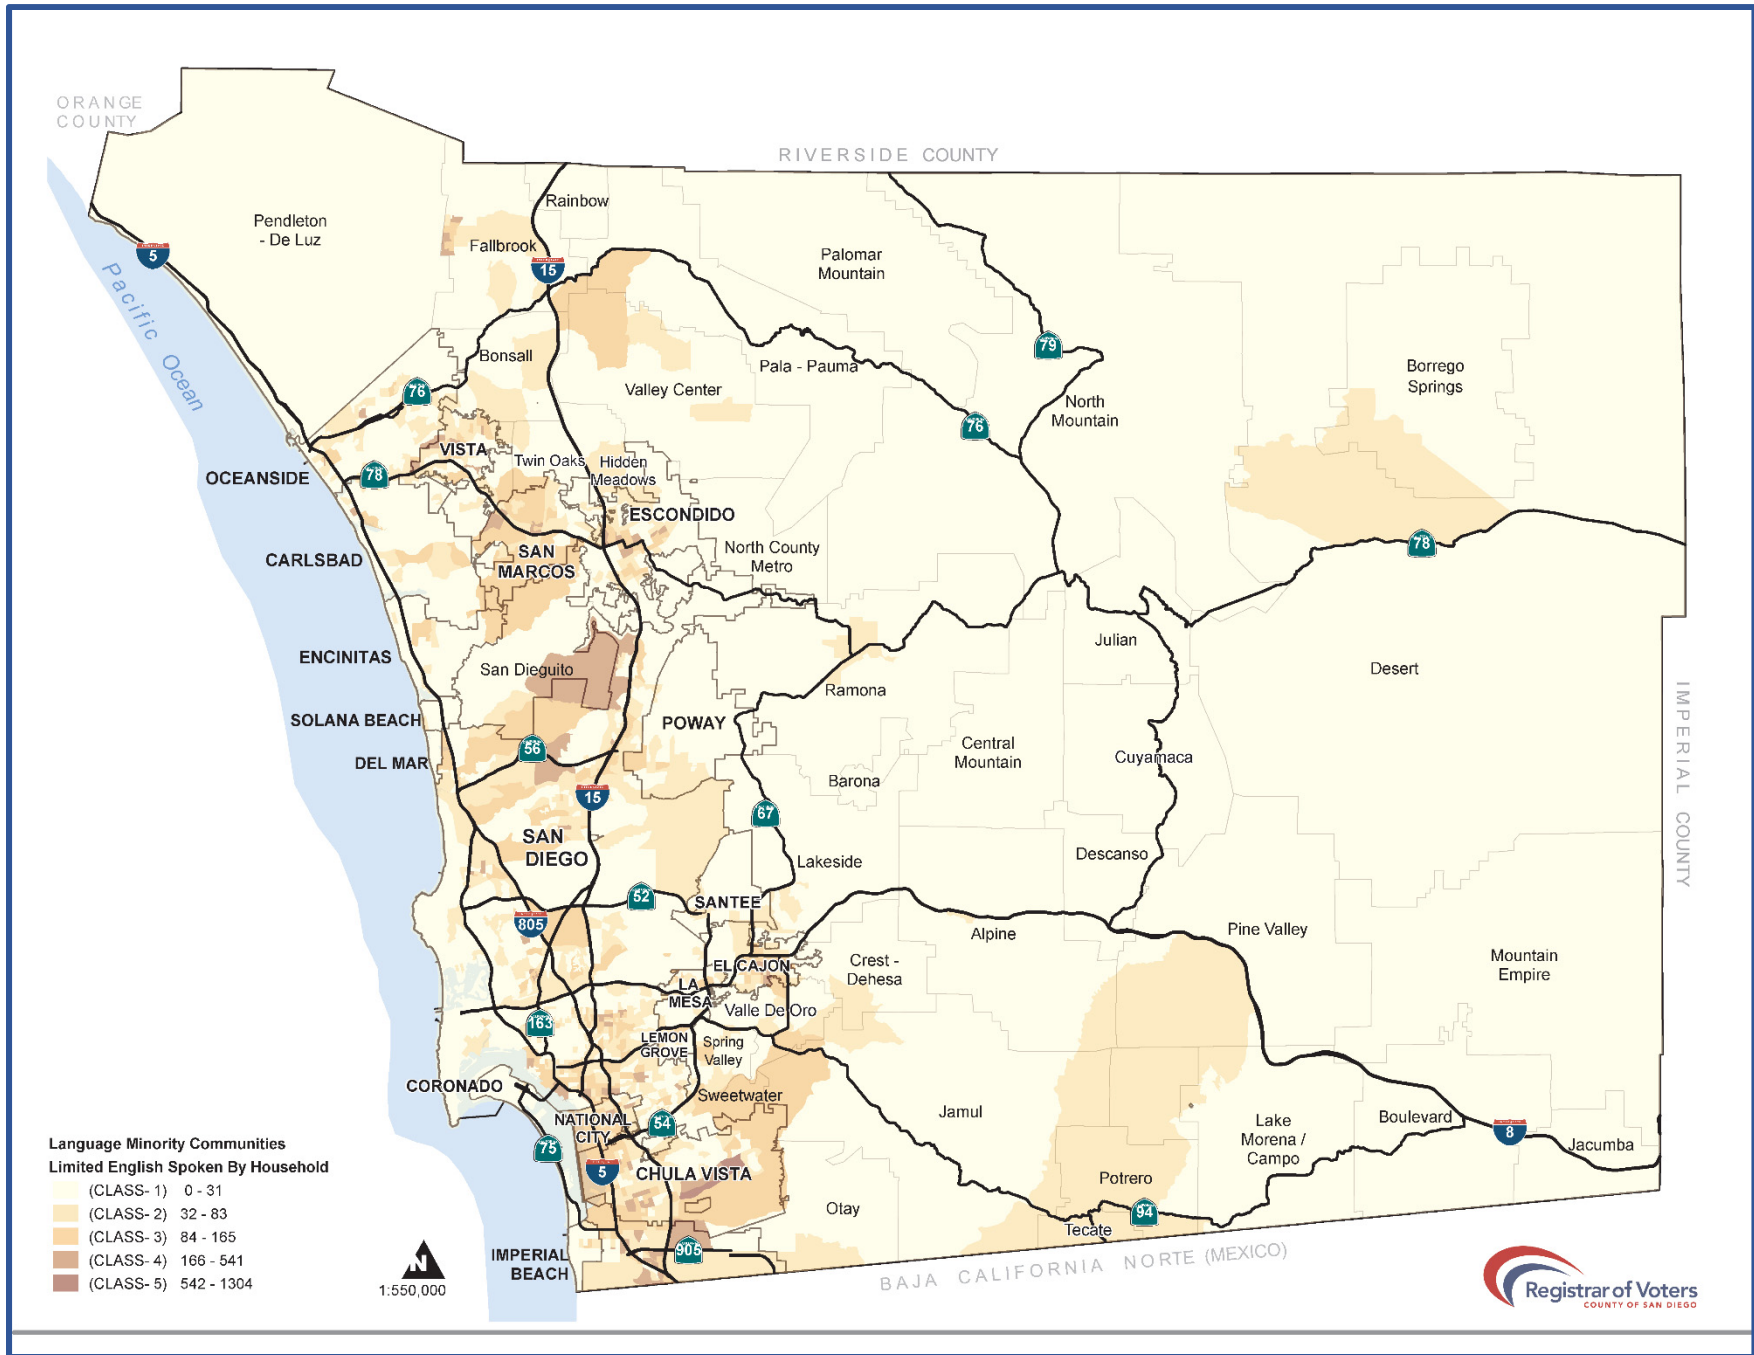 ORANGE
COUNTY
RIVERSIDE COUNTY
Rainbow
Pendleton
- De Luz
Fallbrook
5
15
Palomar
Mountain
Pacific Ocean
79
Bonsall
Pala - Pauma
Borrego
Springs
76
Valley Center
North
Mountain
76
VISTA
Twin Oaks
Hidden
Meadows
OCEANSIDE
78
ESCONDIDO
78
CARLSBAD
SAN
MARCOS
North County
Metro
Julian
ENCINITAS
San Dieguito
Desert
Ramona
IMPERIAL COUNTY
SOLANA BEACH
POWAY
56
Central
Mountain
DEL MAR
Cuyamaca
Barona
15
67
SAN
DIEGO
Lakeside
Descanso
52
SANTEE
805
Alpine
Pine Valley
EL CAJON
Crest -
Dehesa
Mountain
Empire
LA
MESA
Valle De Oro
163
LEMON
GROVE
Spring
Valley
CORONADO
Sweetwater
Jamul
NATIONAL
CITY
54
Lake
Morena /
Campo
Boulevard
8
Jacumba
75
5
CHULA VISTA
Potrero
Otay
94
Tecate
905
IMPERIAL
BEACH
BAJA CALIFORNIA NORTE (MEXICO)
Language Minority Communities
Limited English Spoken By Household
(CLASS- 1) 0 - 31
(CLASS- 2) 32 - 83
(CLASS- 3) 84 - 165
(CLASS- 4) 166 - 541
(CLASS- 5) 542 - 1304
N
1:550,000
Registrar of Voters
COUNTY OF SAN DIEGO